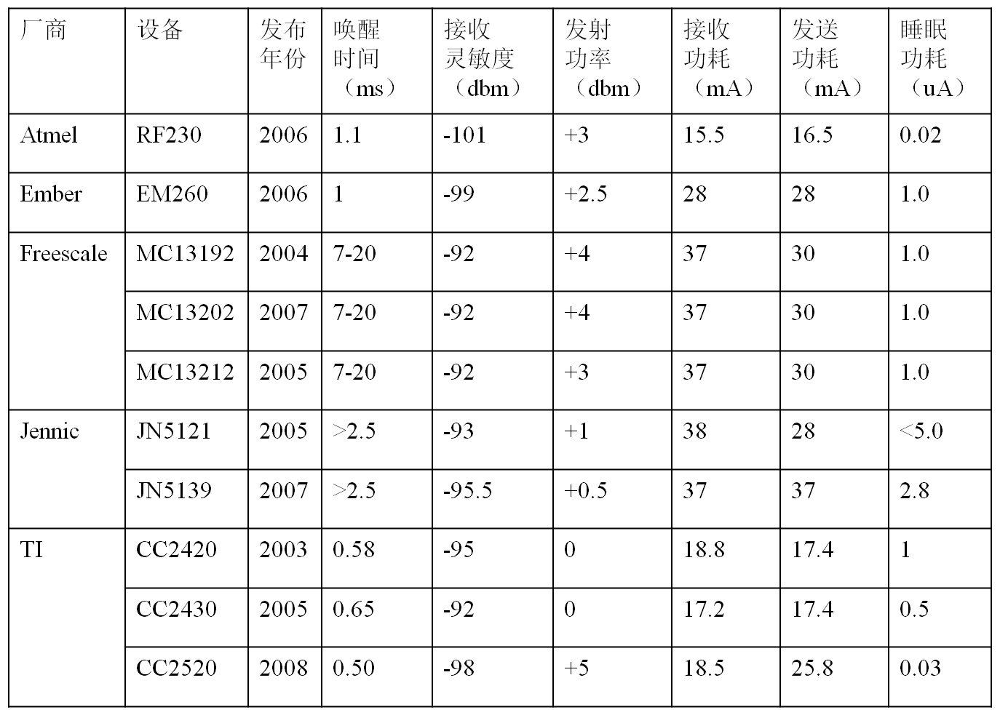 厂商 设备 发布年份 唤醒时间（ms） 接收灵敏度（dbm） 发射功率（dbm） 接收功耗（mA） 发送功耗（mA） 睡眠功耗（uA）
Atmel RF230 2006 1.1 -101 +3 15.5 16.5 0.02
Ember EM260 2006 1 -99 +2.5 28 28 1.0
Freescale MC13192 2004 7-20 -92 +4 37 30 1.0
MC13202 2007 7-20 -92 +4 37 30 1.0
MC13212 2005 7-20 -92 +3 37 30 1.0
Jennic JN5121 2005 >2.5 -93 +1 38 28 <5.0
JN5139 2007 >2.5 -95.5 +0.5 37 37 2.8
TI CC2420 2003 0.58 -95 0 18.8 17.4 1
CC2430 2005 0.65 -92 0 17.2 17.4 0.5
CC2520 2008 0.50 -98 +5 18.5 25.8 0.03